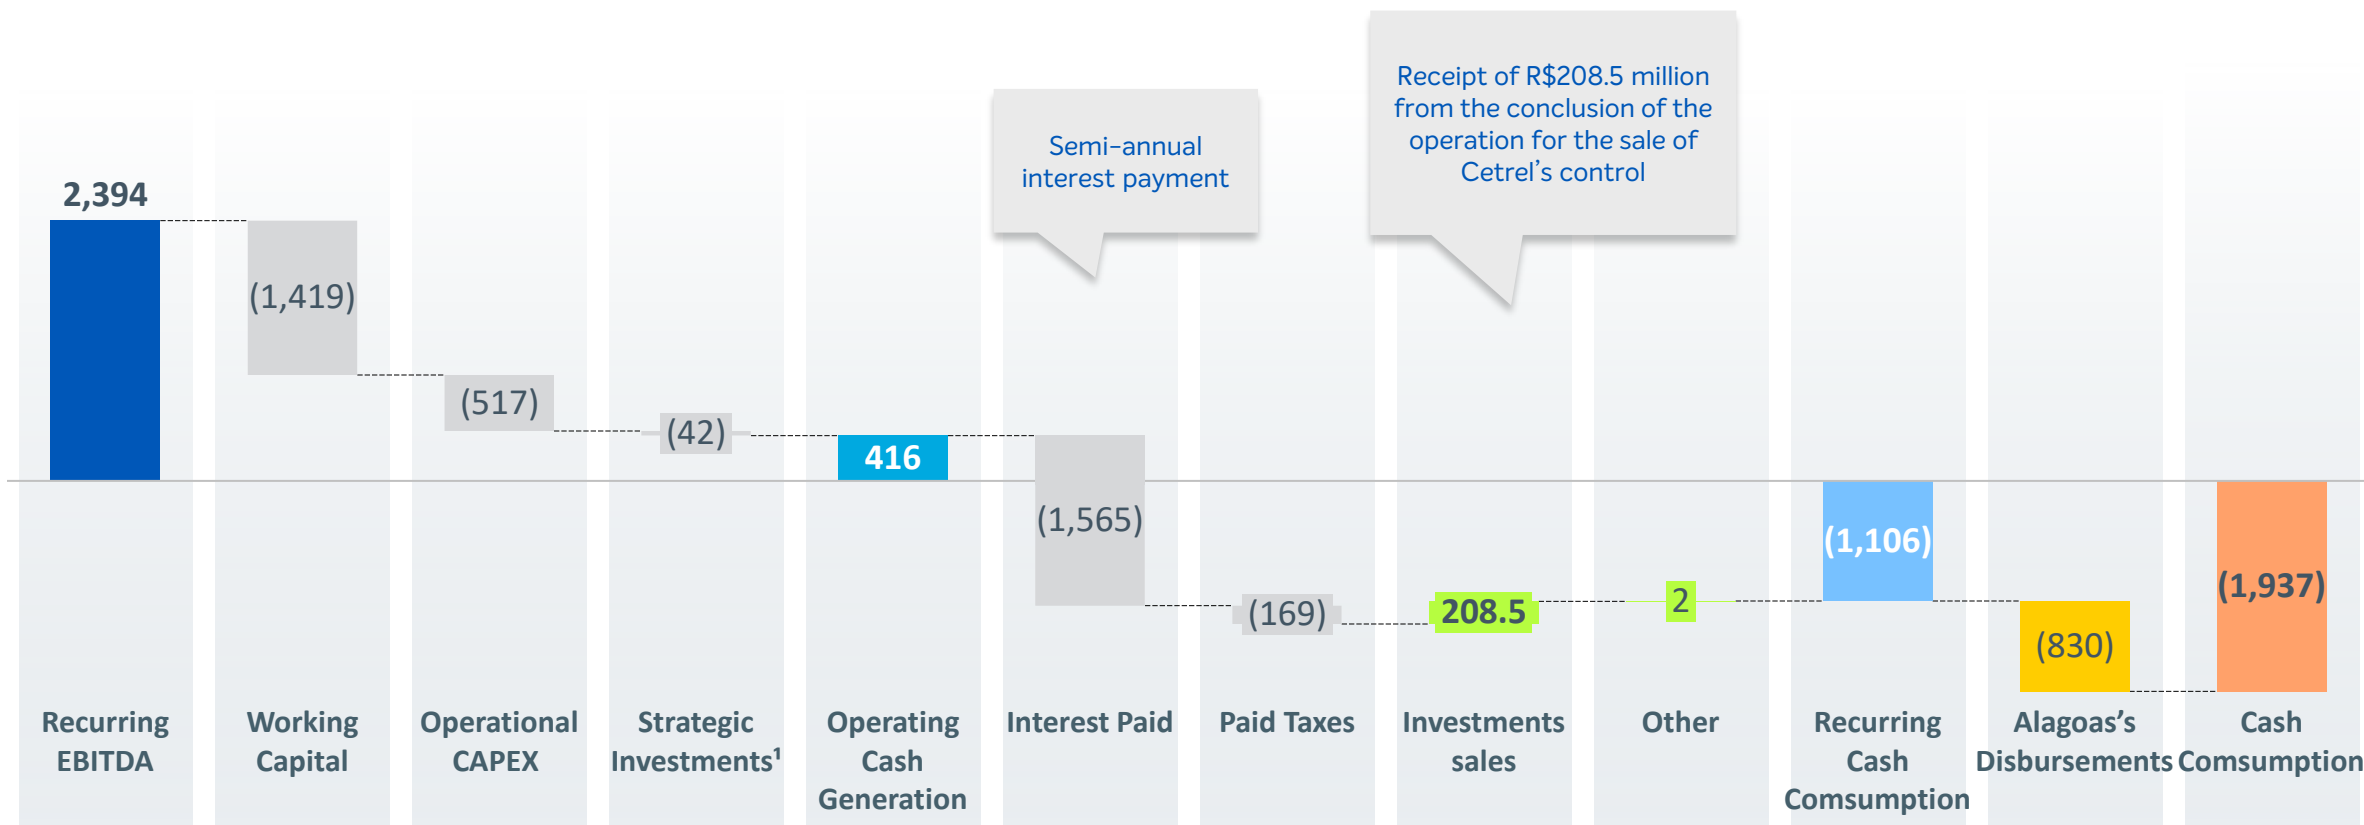 Receipt of R$208.5 million
from the conclusion of the
operation for the sale of
Cetrel's control
Semi-annual
interest payment
2,394
(1,419)
(517)
(42)
416
(1,565)
(169)
208.5
2
(1,106)
(830)
(1,937)
Recurring
EBITDA
Working
Capital
Operational
CAPEX
Strategic
Investments¹
Operating
Cash
Generation
Interest Paid
Paid Taxes
Investments
sales
Other
Recurring
Cash
Comsumption
Alagoas's
Disbursements
Cash
Comsumption